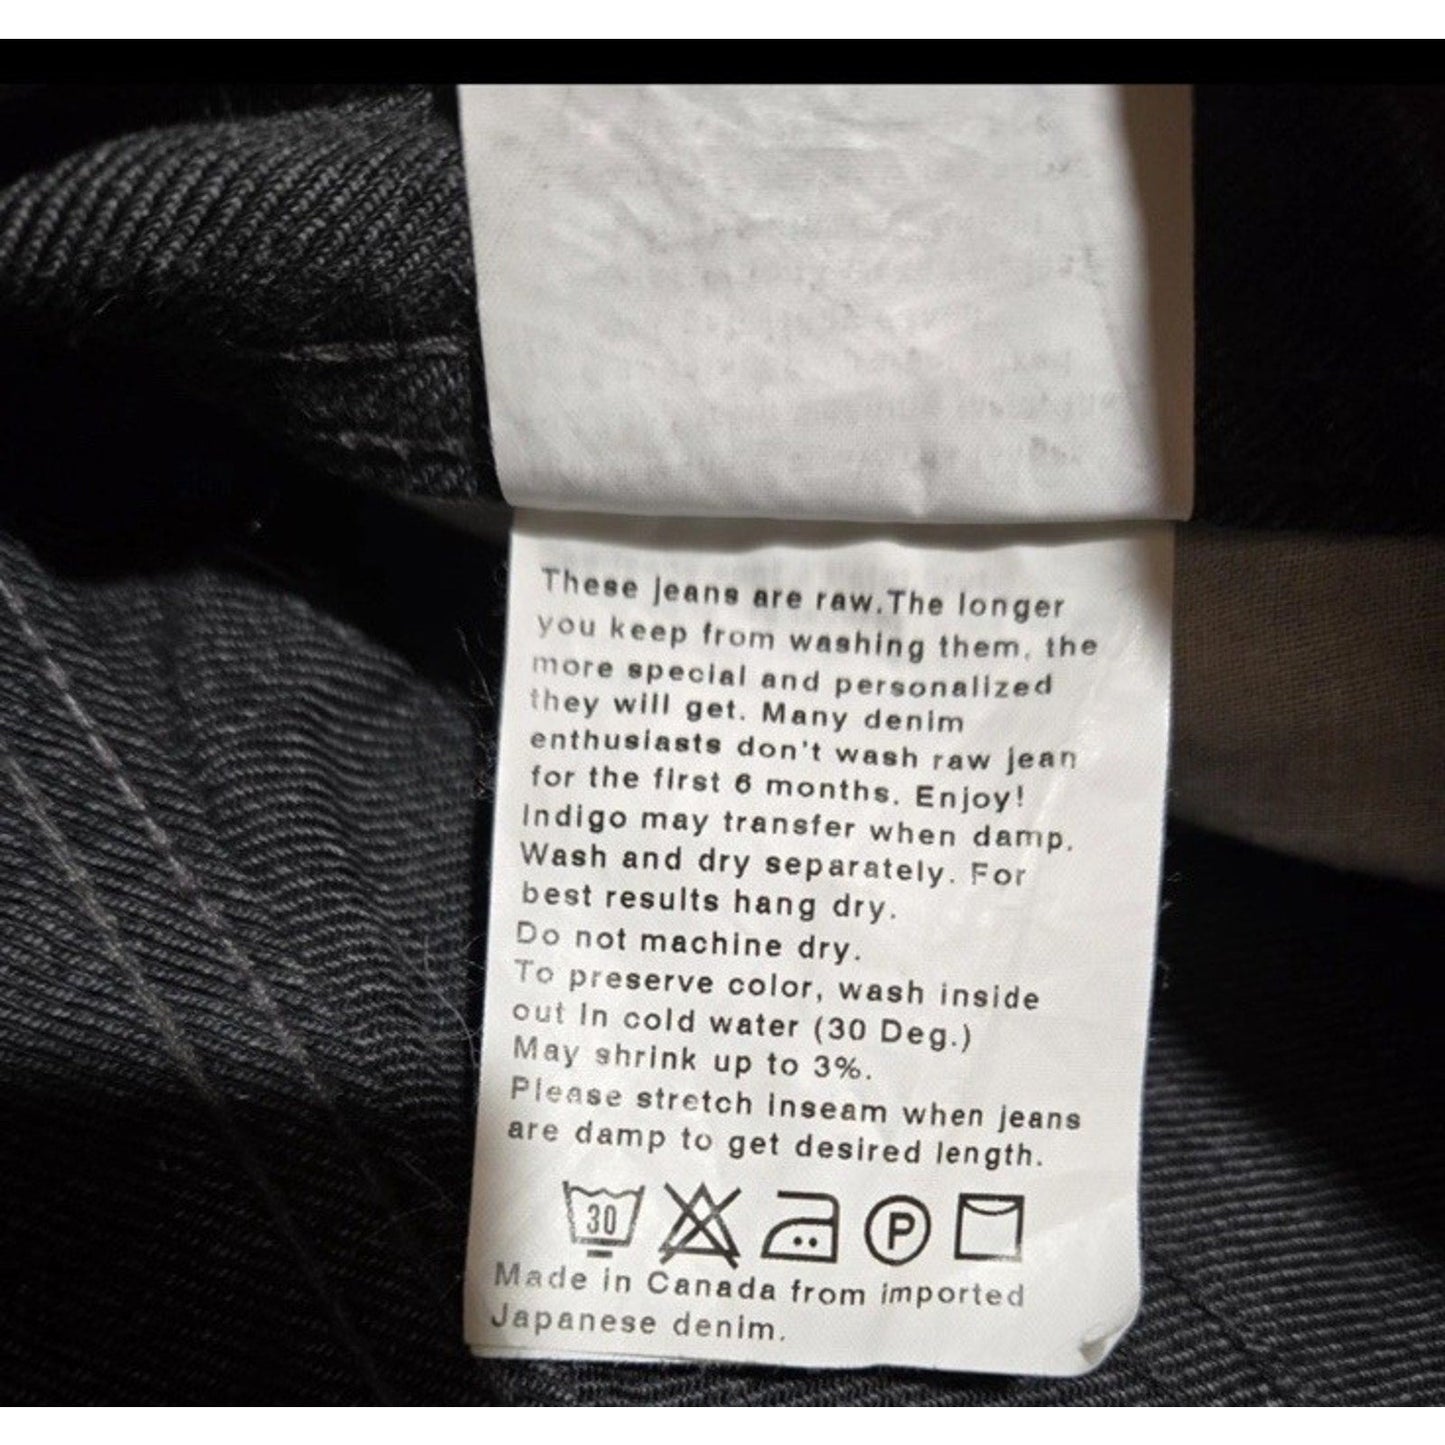 These jeans are raw.The longer
you keep from washing them, the
more special and personalized
they will get. Many denim
enthusiasts don't wash raw jean
for the first 6 months. Enjoy!
Indigo may transfer when damp.
Wash and dry separately. For
best results hang dry.
Do not machine dry.
To preserve color, wash inside
out in cold water (30 Deg.)
May shrink up to 3%.
Please stretch inseam when jeans
are damp to get desired length.
30 P
Made in Canada from imported
Japanese denim.